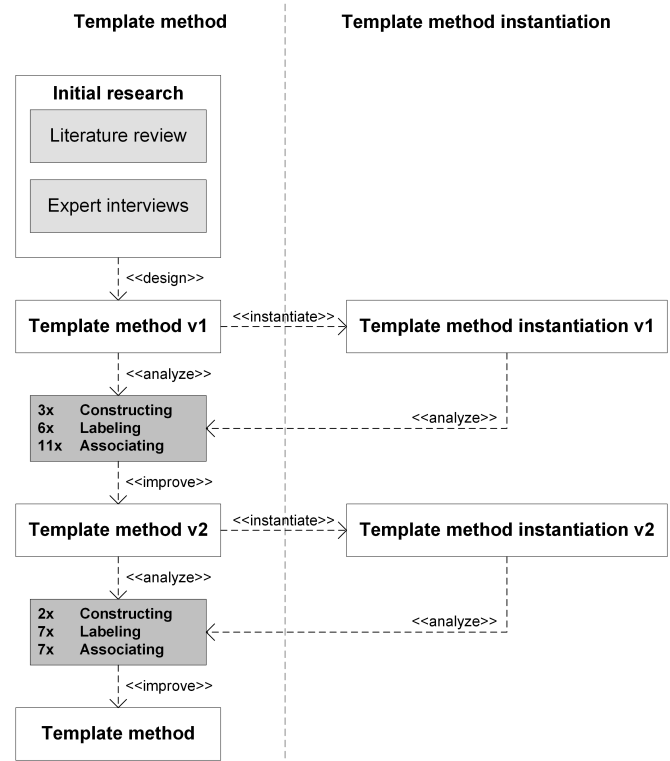 Template method
Template method instantiation
Initial research
Literature review
Expert interviews
<<design>>
Template method v1
<<instantiate>>
Template method instantiation v1
<<analyze>>
<<analyze>>
3x Constructing
6x Labeling
11x Associating
<<improve>>
Template method v2
<<instantiate>>
Template method instantiation v2
<<analyze>>
<<analyze>>
2x Constructing
7x Labeling
7x Associating
<<improve>>
Template method